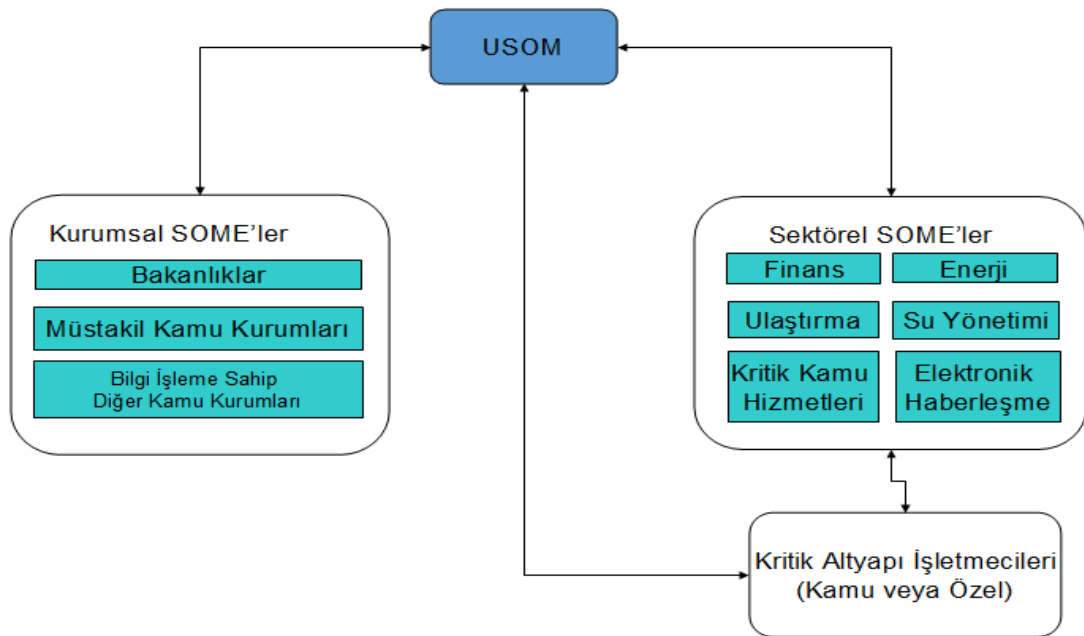 USOM
Kurumsal SOME'ler
Bakanlıklar
Müstakil Kamu Kurumları
Bilgi İşleme Sahip
Diğer Kamu Kurumları
Sektörel SOME'ler
Finans
Enerji
Ulaştırma
Su Yönetimi
Kritik Kamu
Hizmetleri
Elektronik
Haberleşme
Kritik Altyapı İşletmecileri
(Kamu veya Özel)